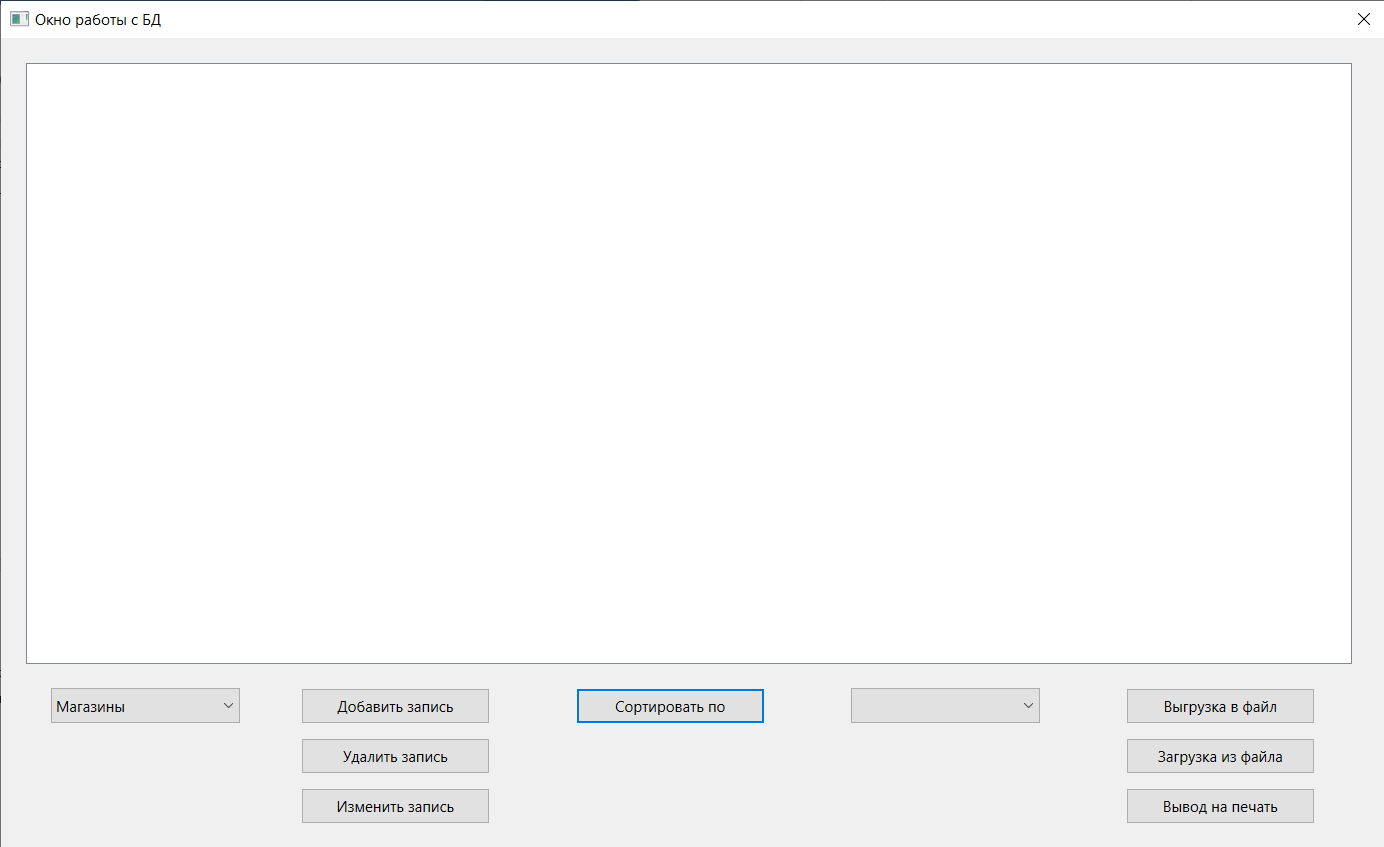 Окно работы с БД
Магазины
Добавить запись
Сортировать по
Выгрузка в файл
Удалить запись
Загрузка из файла
Изменить запись
Вывод на печать